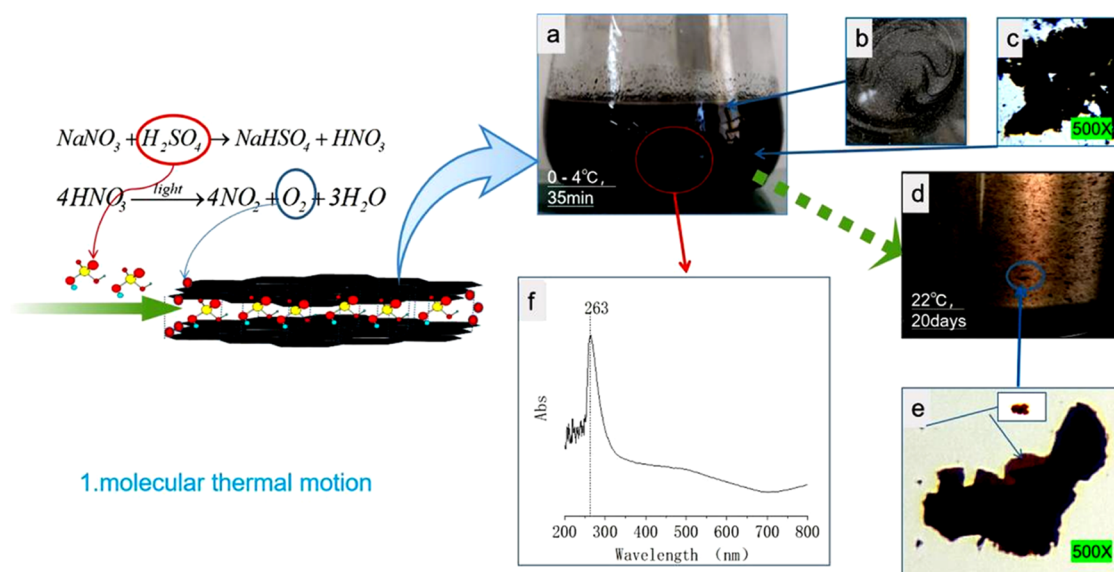 NaNO₃ + H₂SO₄ → NaHSO₄ + HNO₃
4HNO₃ —light→ 4NO₂ + O₂ + 3H₂O
1.molecular thermal motion
a
0 - 4℃,
35min
b
c
500X
d
22℃,
20days
e
500X
f
263
Abs
200 300 400 500 600 700 800
Wavelength （nm）